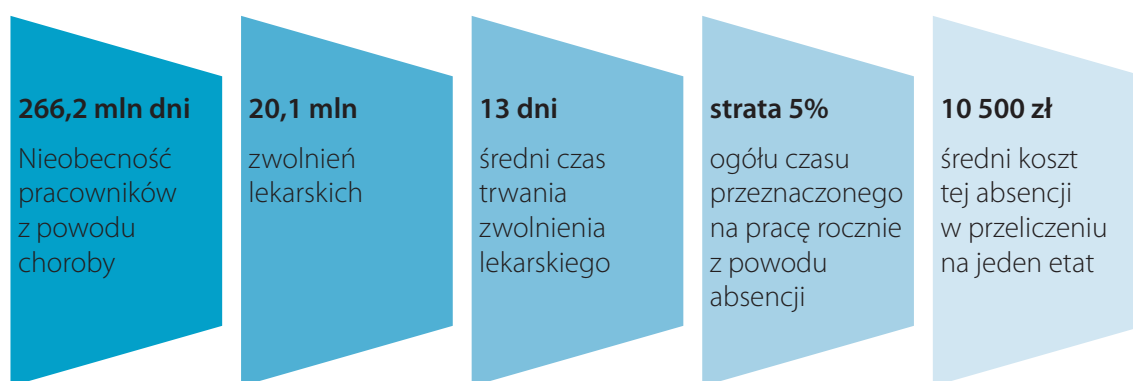 266,2 mln dni
Nieobecność
pracowników
z powodu
choroby
20,1 mln
zwolnień
lekarskich
13 dni
średni czas
trwania
zwolnienia
lekarskiego
strata 5%
ogółu czasu
przeznaczonego
na pracę rocznie
z powodu
absencji
10 500 zł
średni koszt
tej absencji
w przeliczeniu
na jeden etat